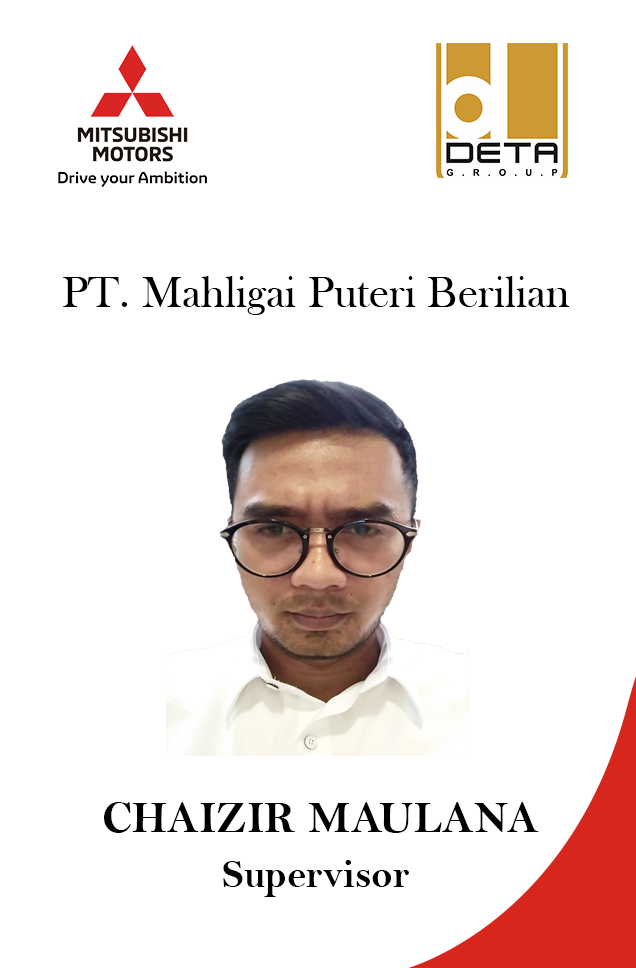 MITSUBISHI
MOTORS
Drive your Ambition
d
DETA
G.R.O.U.P
PT. Mahligai Puteri Berilian
CHAIZIR MAULANA
Supervisor